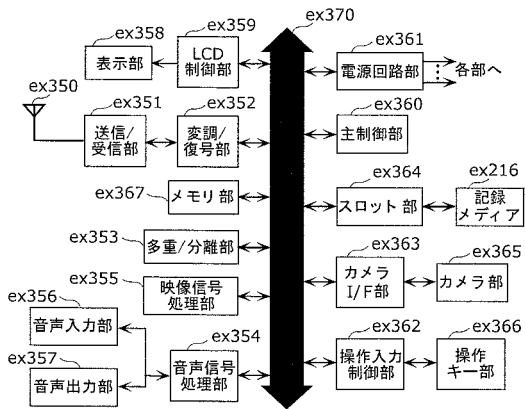 ex358
表示部
ex359
LCD
制御部
ex370
ex361
電源回路部
各部へ
ex350
ex351
送信/
受信部
ex352
変調/
復号部
ex360
主制御部
ex367
メモリ部
ex364
スロット部
ex216
記録
メディア
ex353
多重/分離部
ex355
映像信号
処理部
ex363
カメラ
I/F部
ex365
カメラ部
ex356
音声入力部
ex357
音声出力部
ex354
音声信号
処理部
ex362
操作入力
制御部
ex366
操作
キー部